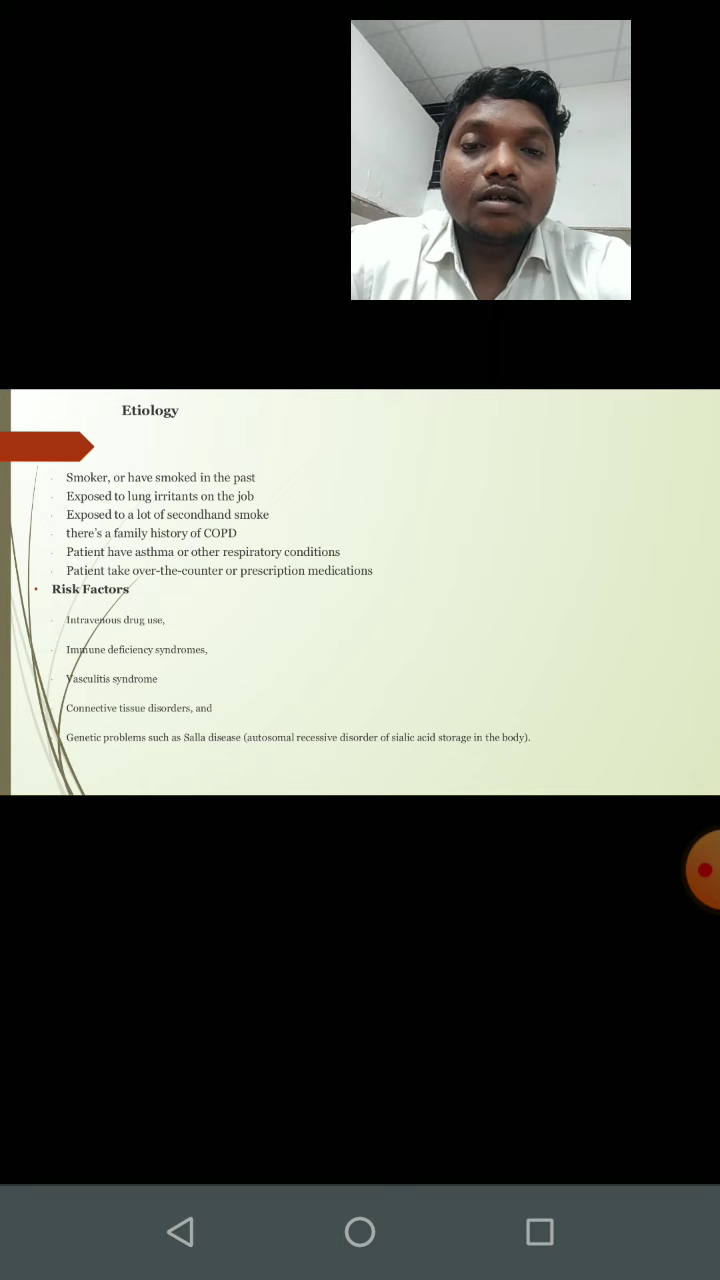 Etiology
Smoker, or have smoked in the past
Exposed to lung irritants on the job
Exposed to a lot of secondhand smoke
there's a family history of COPD
Patient have asthma or other respiratory conditions
Patient take over-the-counter or prescription medications
Risk Factors
Intravenous drug use,
Immune deficiency syndromes,
Vasculitis syndrome
Connective tissue disorders, and
Genetic problems such as Salla disease (autosomal recessive disorder of sialic acid storage in the body).